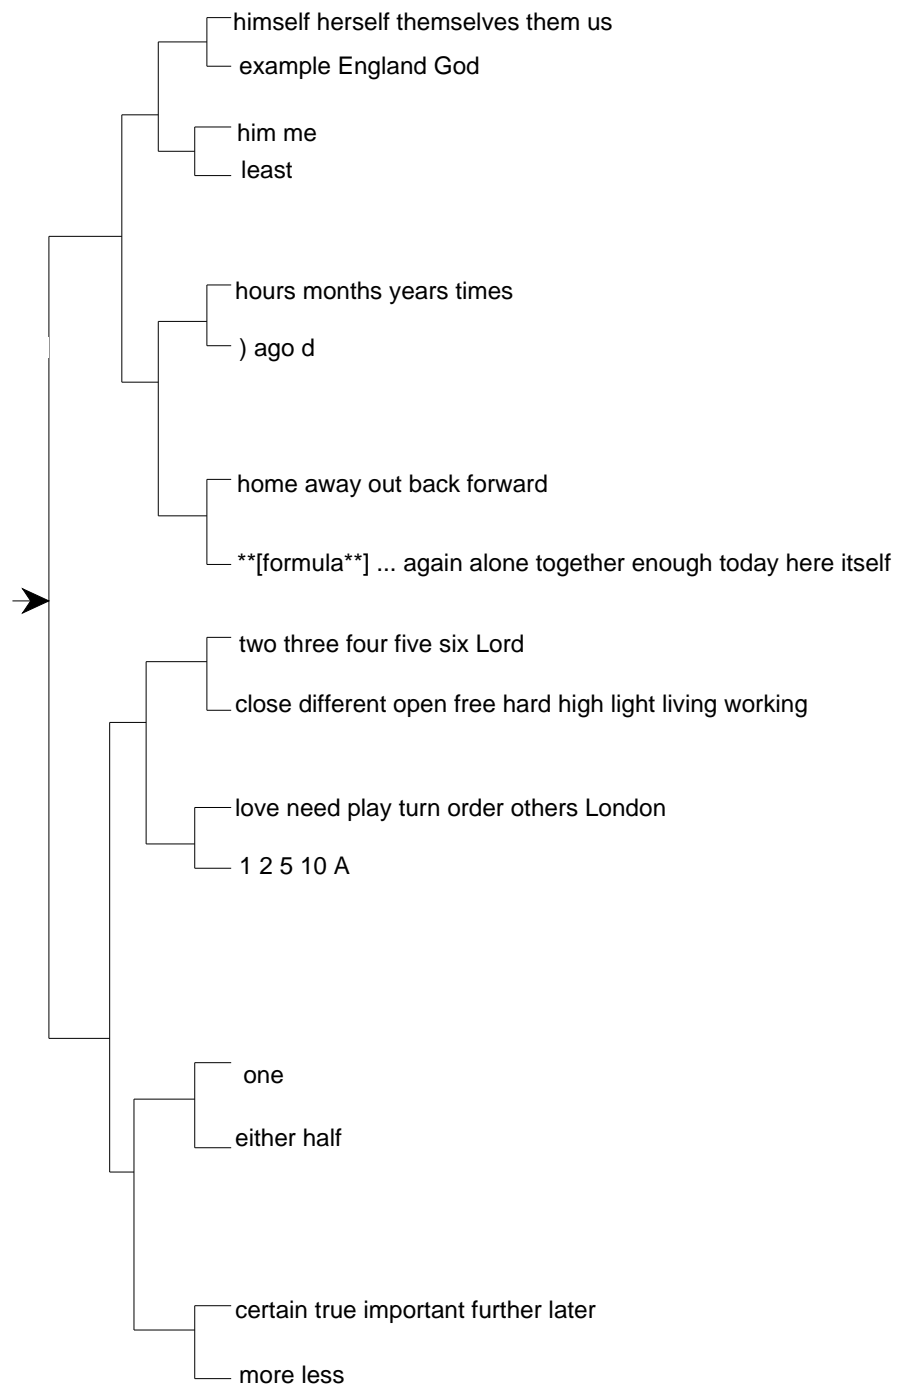 himself herself themselves them us
example England God
him me
least
hours months years times
) ago d
home away out back forward
**[formula**] ... again alone together enough today here itself
two three four five six Lord
close different open free hard high light living working
love need play turn order others London
1 2 5 10 A
one
either half
certain true important further later
more less